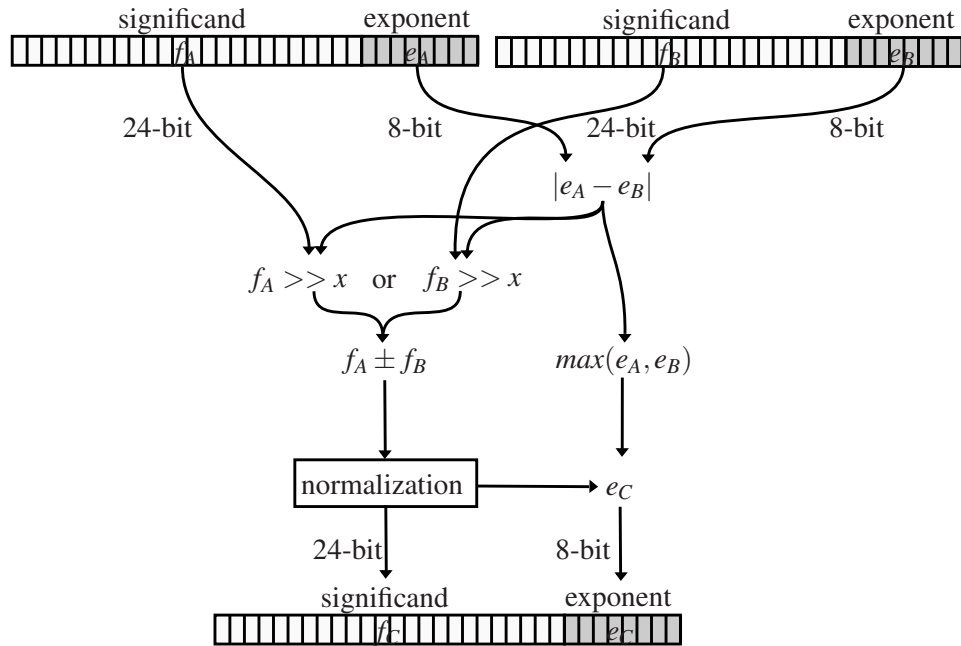 significand exponent significand exponent
f_A e_A f_B e_B
24-bit 8-bit 24-bit 8-bit
|e_A − e_B|
f_A >> x or f_B >> x
f_A ± f_B max(e_A, e_B)
normalization e_C
24-bit 8-bit
significand exponent
f_C e_C